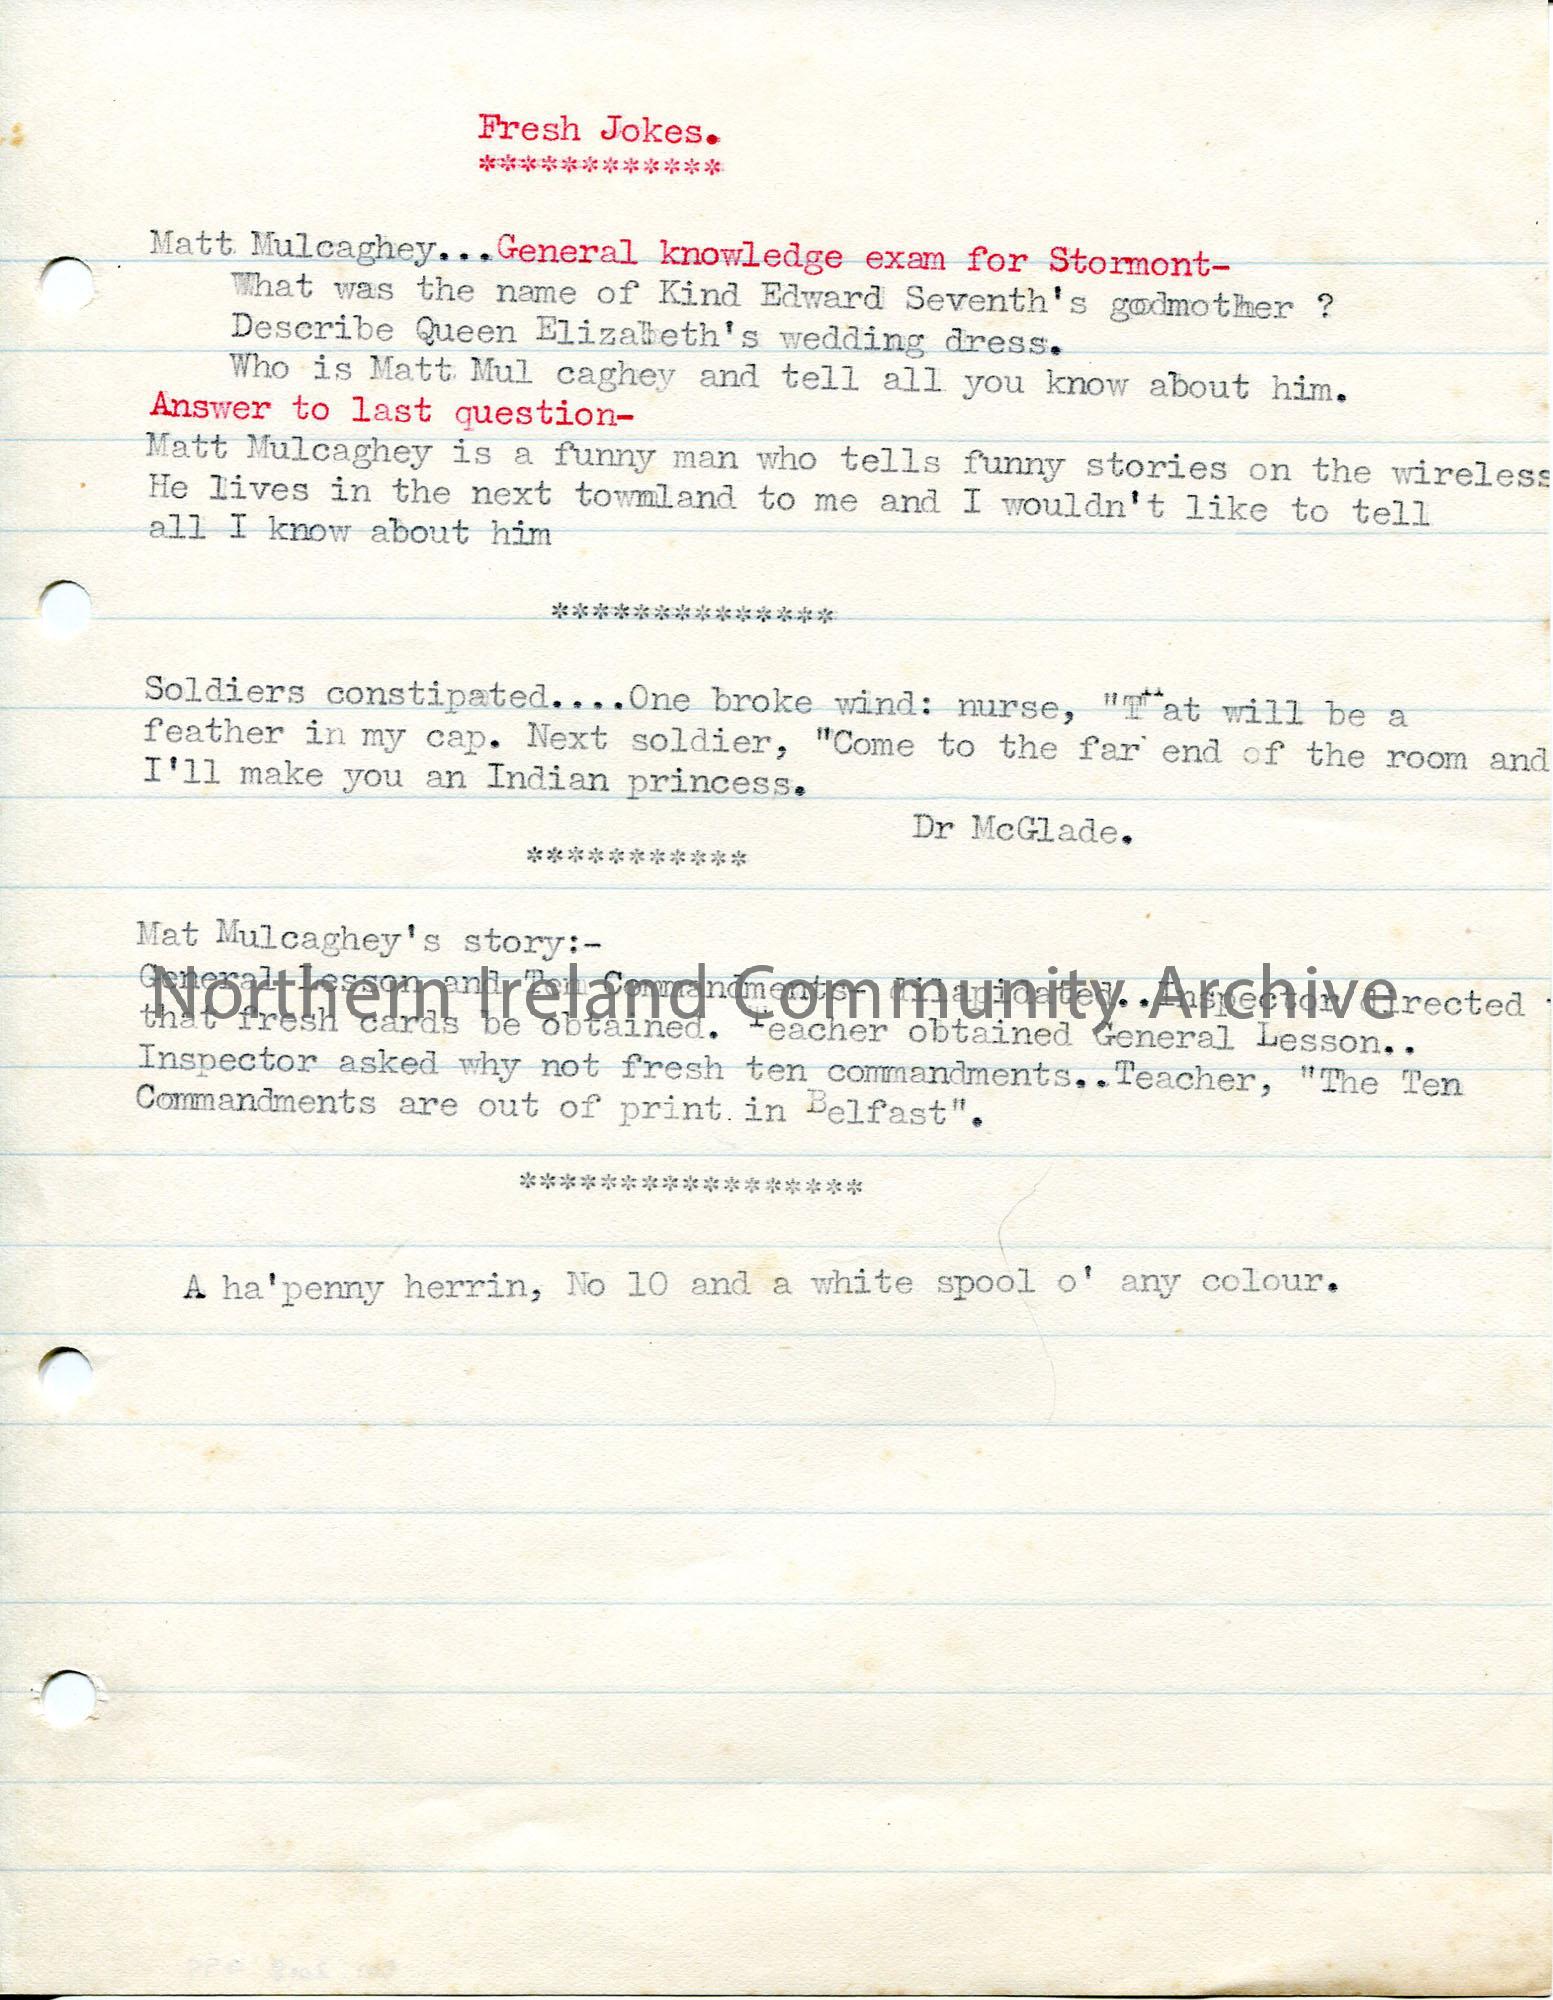 Fresh Jokes.
************
Matt Mulcaghey...General knowledge exam for Stormont-
What was the name of Kind Edward Seventh's godmother ?
Describe Queen Elizabeth's wedding dress.
Who is Matt Mul caghey and tell all you know about him.
Answer to last question-
Matt Mulcaghey is a funny man who tells funny stories on the wireless
He lives in the next townland to me and I wouldn't like to tell
all I know about him
**************
Soldiers constipated....One broke wind: nurse, "That will be a
feather in my cap. Next soldier, "Come to the far end of the room and
I'll make you an Indian princess.
Dr McGlade.
***********
Mat Mulcaghey's story:-
General Lesson and Ten Commandments- dilapidated..Inspector directed
Northern Ireland Community Archive
that fresh cards be obtained. Teacher obtained General Lesson..
Inspector asked why not fresh ten commandments..Teacher, "The Ten
Commandments are out of print in Belfast".
*****************
A ha'penny herrin, No 10 and a white spool o' any colour.